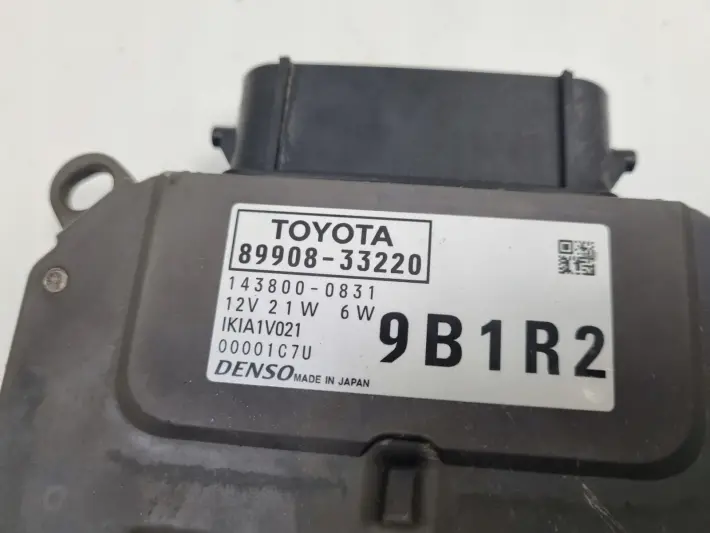 TOYOTA
89908-33220
143800-0831
12V 21W 6W
IKIA1V021
00001C7U
9B1R2
DENSO MADE IN JAPAN